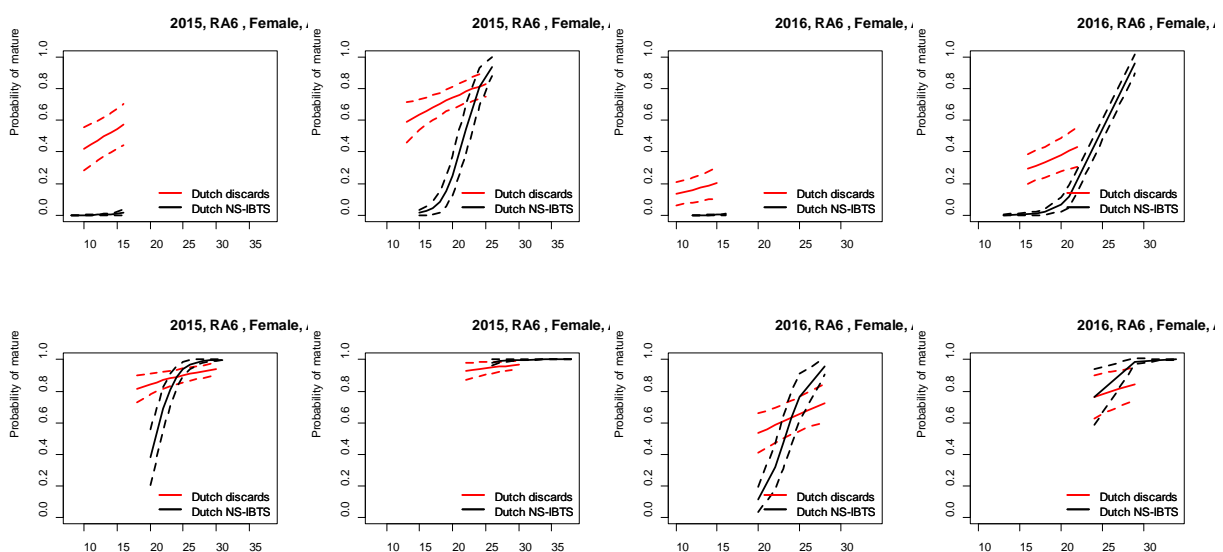 2015, RA6 , Female,
2015, RA6 , Female,
2016, RA6 , Female,
2016, RA6 , Female,
Probability of mature
0.0 0.2 0.4 0.6 0.8 1.0
Dutch discards
Dutch NS-IBTS
10 15 20 25 30 35
Probability of mature
0.0 0.2 0.4 0.6 0.8 1.0
Dutch discards
Dutch NS-IBTS
10 15 20 25 30 35
Probability of mature
0.0 0.2 0.4 0.6 0.8 1.0
Dutch discards
Dutch NS-IBTS
10 15 20 25 30
Probability of mature
0.0 0.2 0.4 0.6 0.8 1.0
Dutch discards
Dutch NS-IBTS
10 15 20 25 30
2015, RA6 , Female,
2015, RA6 , Female,
2016, RA6 , Female,
2016, RA6 , Female,
Probability of mature
0.0 0.2 0.4 0.6 0.8 1.0
Dutch discards
Dutch NS-IBTS
10 15 20 25 30 35
Probability of mature
0.0 0.2 0.4 0.6 0.8 1.0
Dutch discards
Dutch NS-IBTS
10 15 20 25 30 35
Probability of mature
0.0 0.2 0.4 0.6 0.8 1.0
Dutch discards
Dutch NS-IBTS
10 15 20 25 30
Probability of mature
0.0 0.2 0.4 0.6 0.8 1.0
Dutch discards
Dutch NS-IBTS
10 15 20 25 30